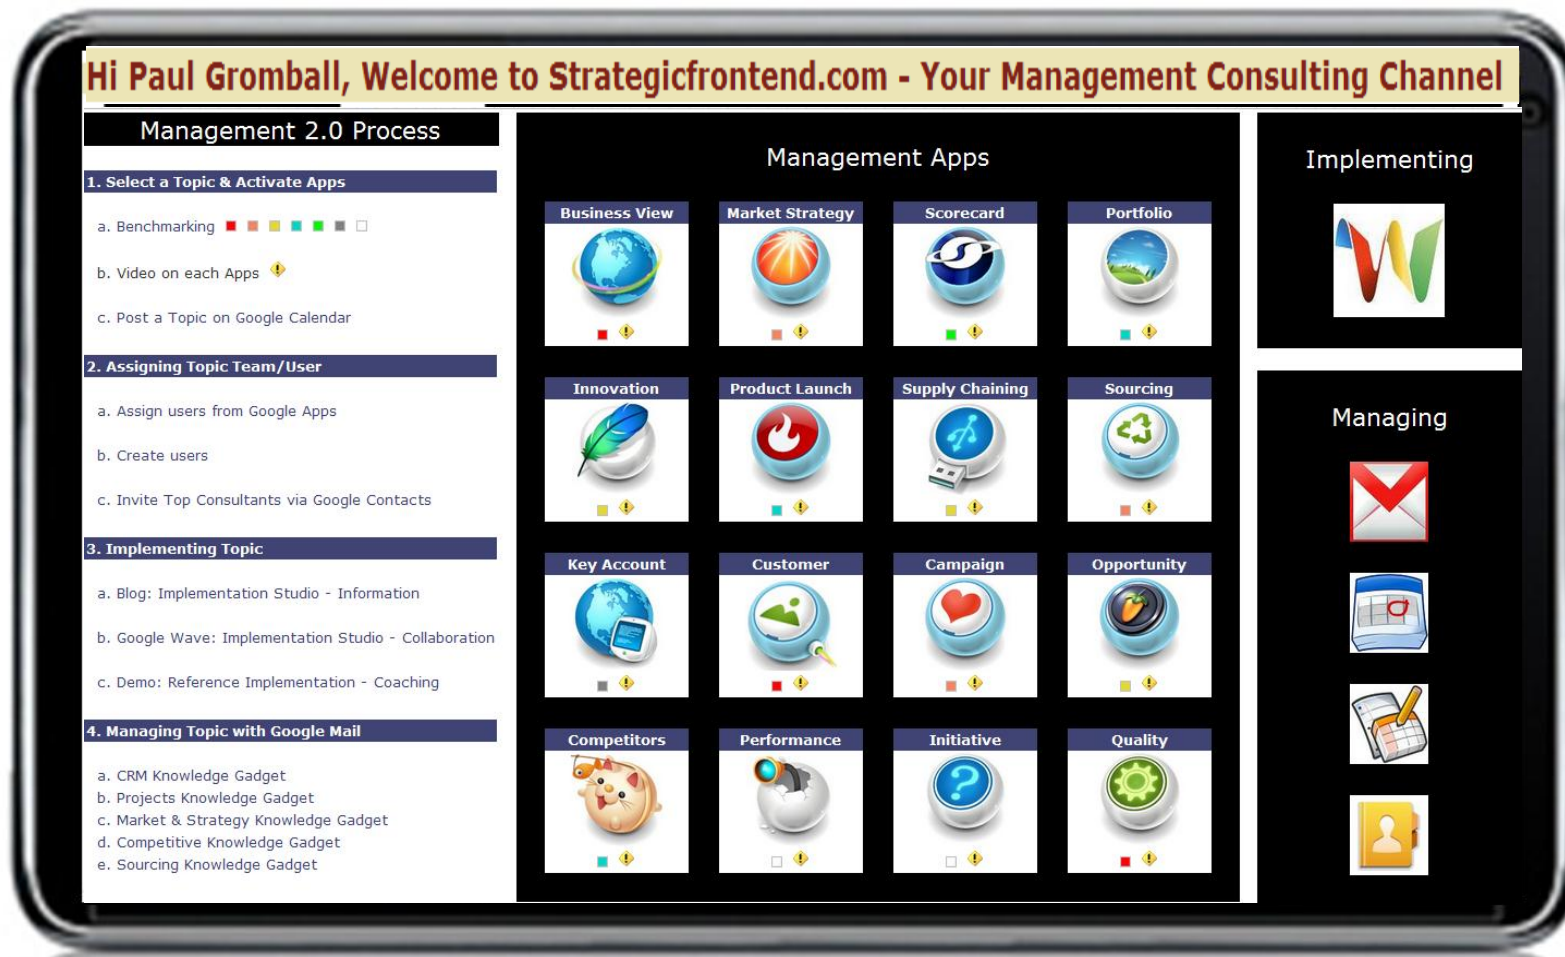 Hi Paul Gromball, Welcome to Strategicfrontend.com - Your Management Consulting Channel
Management 2.0 Process
1. Select a Topic & Activate Apps
a. Benchmarking
b. Video on each Apps
c. Post a Topic on Google Calendar
2. Assigning Topic Team/User
a. Assign users from Google Apps
b. Create users
c. Invite Top Consultants via Google Contacts
3. Implementing Topic
a. Blog: Implementation Studio - Information
b. Google Wave: Implementation Studio - Collaboration
c. Demo: Reference Implementation - Coaching
4. Managing Topic with Google Mail
a. CRM Knowledge Gadget
b. Projects Knowledge Gadget
c. Market & Strategy Knowledge Gadget
d. Competitive Knowledge Gadget
e. Sourcing Knowledge Gadget
Management Apps
Business View
Market Strategy
Scorecard
Portfolio
Innovation
Product Launch
Supply Chaining
Sourcing
Key Account
Customer
Campaign
Opportunity
Competitors
Performance
Initiative
Quality
Implementing
Managing